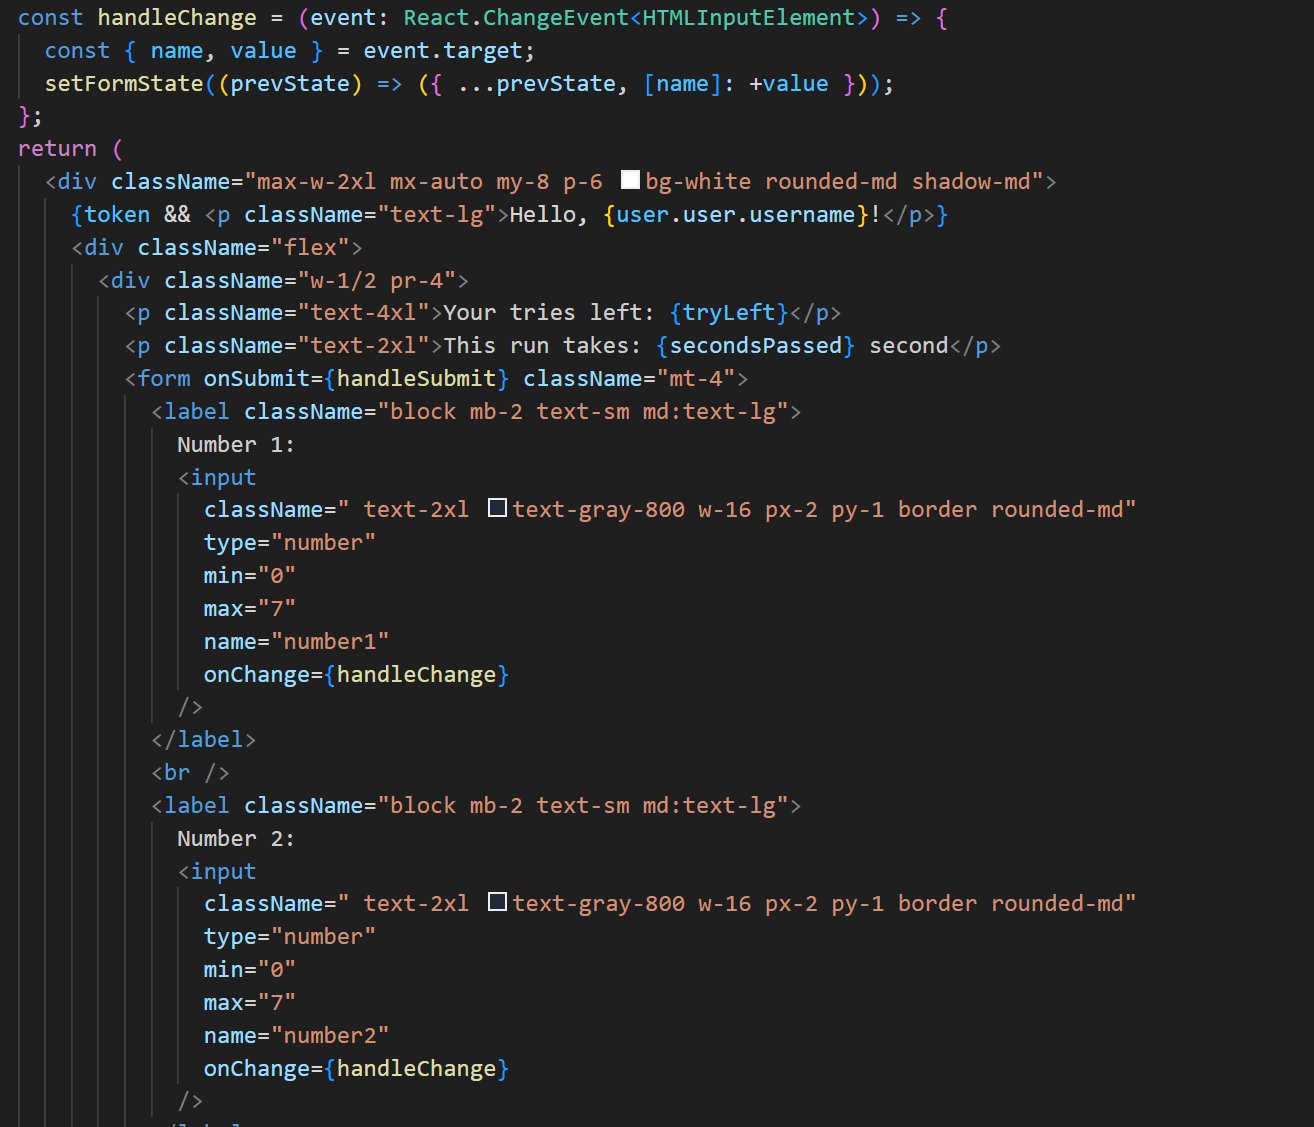 const handleChange = (event: React.ChangeEvent<HTMLInputElement>) => {
  const { name, value } = event.target;
  setFormState((prevState) => ({ ...prevState, [name]: +value }));
};
return (
  <div className="max-w-2xl mx-auto my-8 p-6 bg-white rounded-md shadow-md">
    {token && <p className="text-lg">Hello, {user.user.username}!</p>}
    <div className="flex">
      <div className="w-1/2 pr-4">
        <p className="text-4xl">Your tries left: {tryLeft}</p>
        <p className="text-2xl">This run takes: {secondsPassed} second</p>
        <form onSubmit={handleSubmit} className="mt-4">
          <label className="block mb-2 text-sm md:text-lg">
            Number 1:
            <input
              className=" text-2xl text-gray-800 w-16 px-2 py-1 border rounded-md"
              type="number"
              min="0"
              max="7"
              name="number1"
              onChange={handleChange}
            />
          </label>
          <br />
          <label className="block mb-2 text-sm md:text-lg">
            Number 2:
            <input
              className=" text-2xl text-gray-800 w-16 px-2 py-1 border rounded-md"
              type="number"
              min="0"
              max="7"
              name="number2"
              onChange={handleChange}
            />